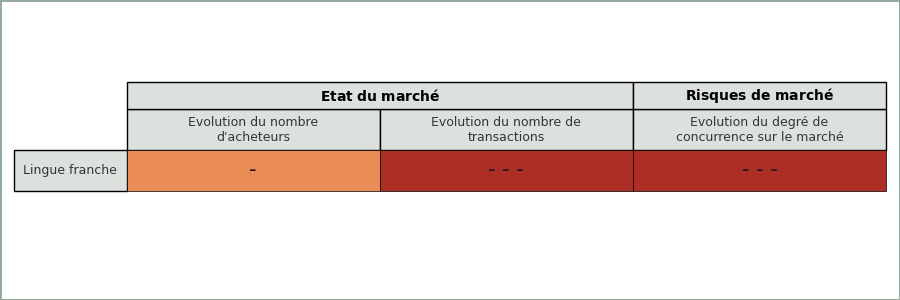 Etat du marché
Risques de marché
Evolution du nombre
d'acheteurs
Evolution du nombre de
transactions
Evolution du degré de
concurrence sur le marché
Lingue franche
–
– – –
– – –